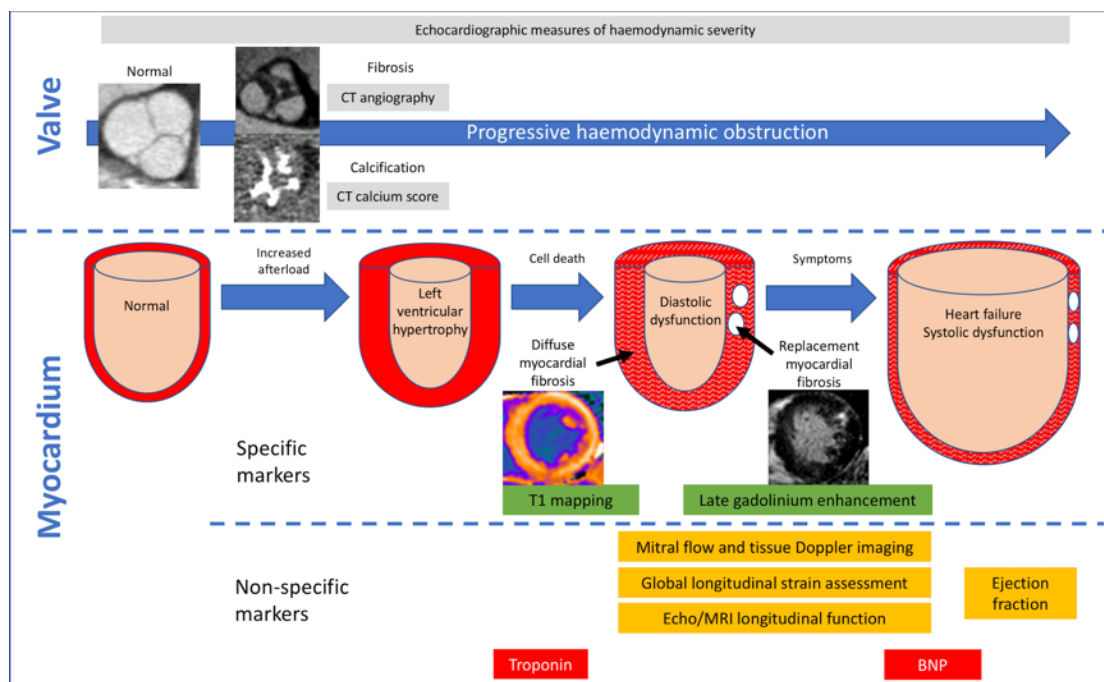 Echocardiographic measures of haemodynamic severity
Valve
Normal
Fibrosis
CT angiography
Progressive haemodynamic obstruction
Calcification
CT calcium score
Myocardium
Normal
Increased
afterload
Left
ventricular
hypertrophy
Cell death
Diastolic
dysfunction
Symptoms
Heart failure
Systolic dysfunction
Diffuse
myocardial
fibrosis
Replacement
myocardial
fibrosis
Specific
markers
T1 mapping
Late gadolinium enhancement
Non-specific
markers
Mitral flow and tissue Doppler imaging
Global longitudinal strain assessment
Echo/MRI longitudinal function
Ejection
fraction
Troponin
BNP